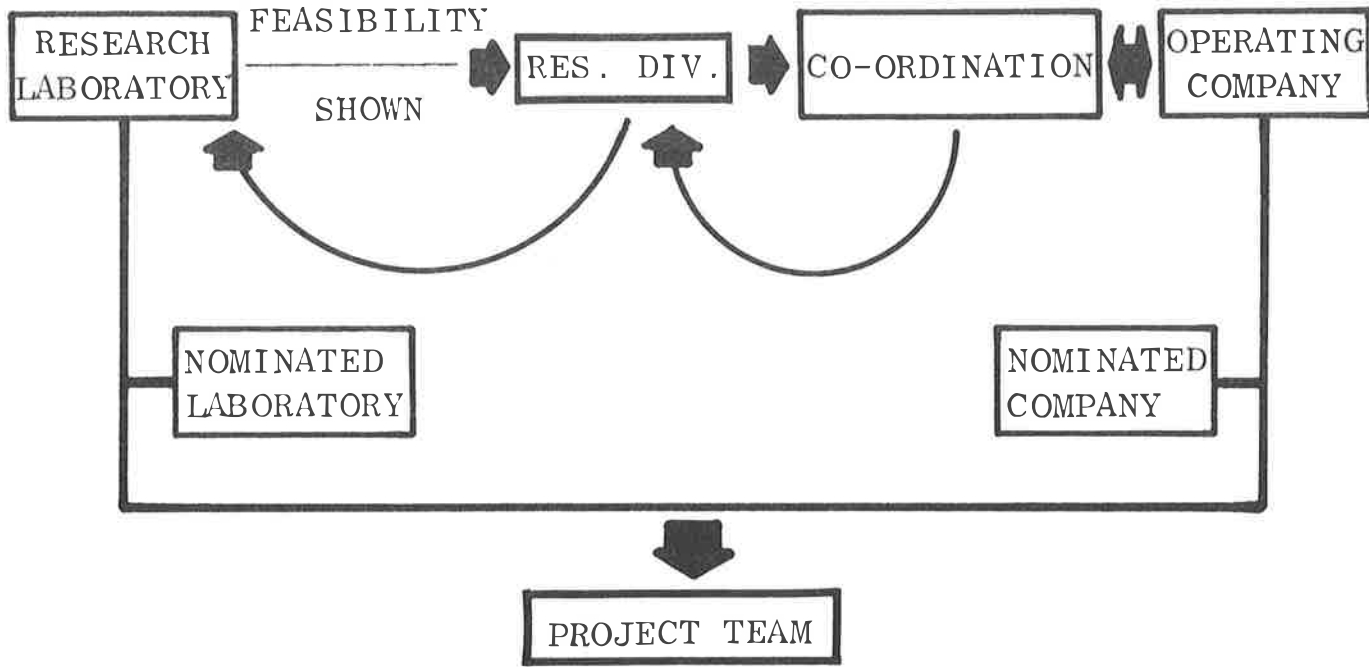 RESEARCH
LABORATORY
FEASIBILITY
SHOWN
RES. DIV.
CO-ORDINATION
OPERATING
COMPANY
NOMINATED
LABORATORY
NOMINATED
COMPANY
PROJECT TEAM